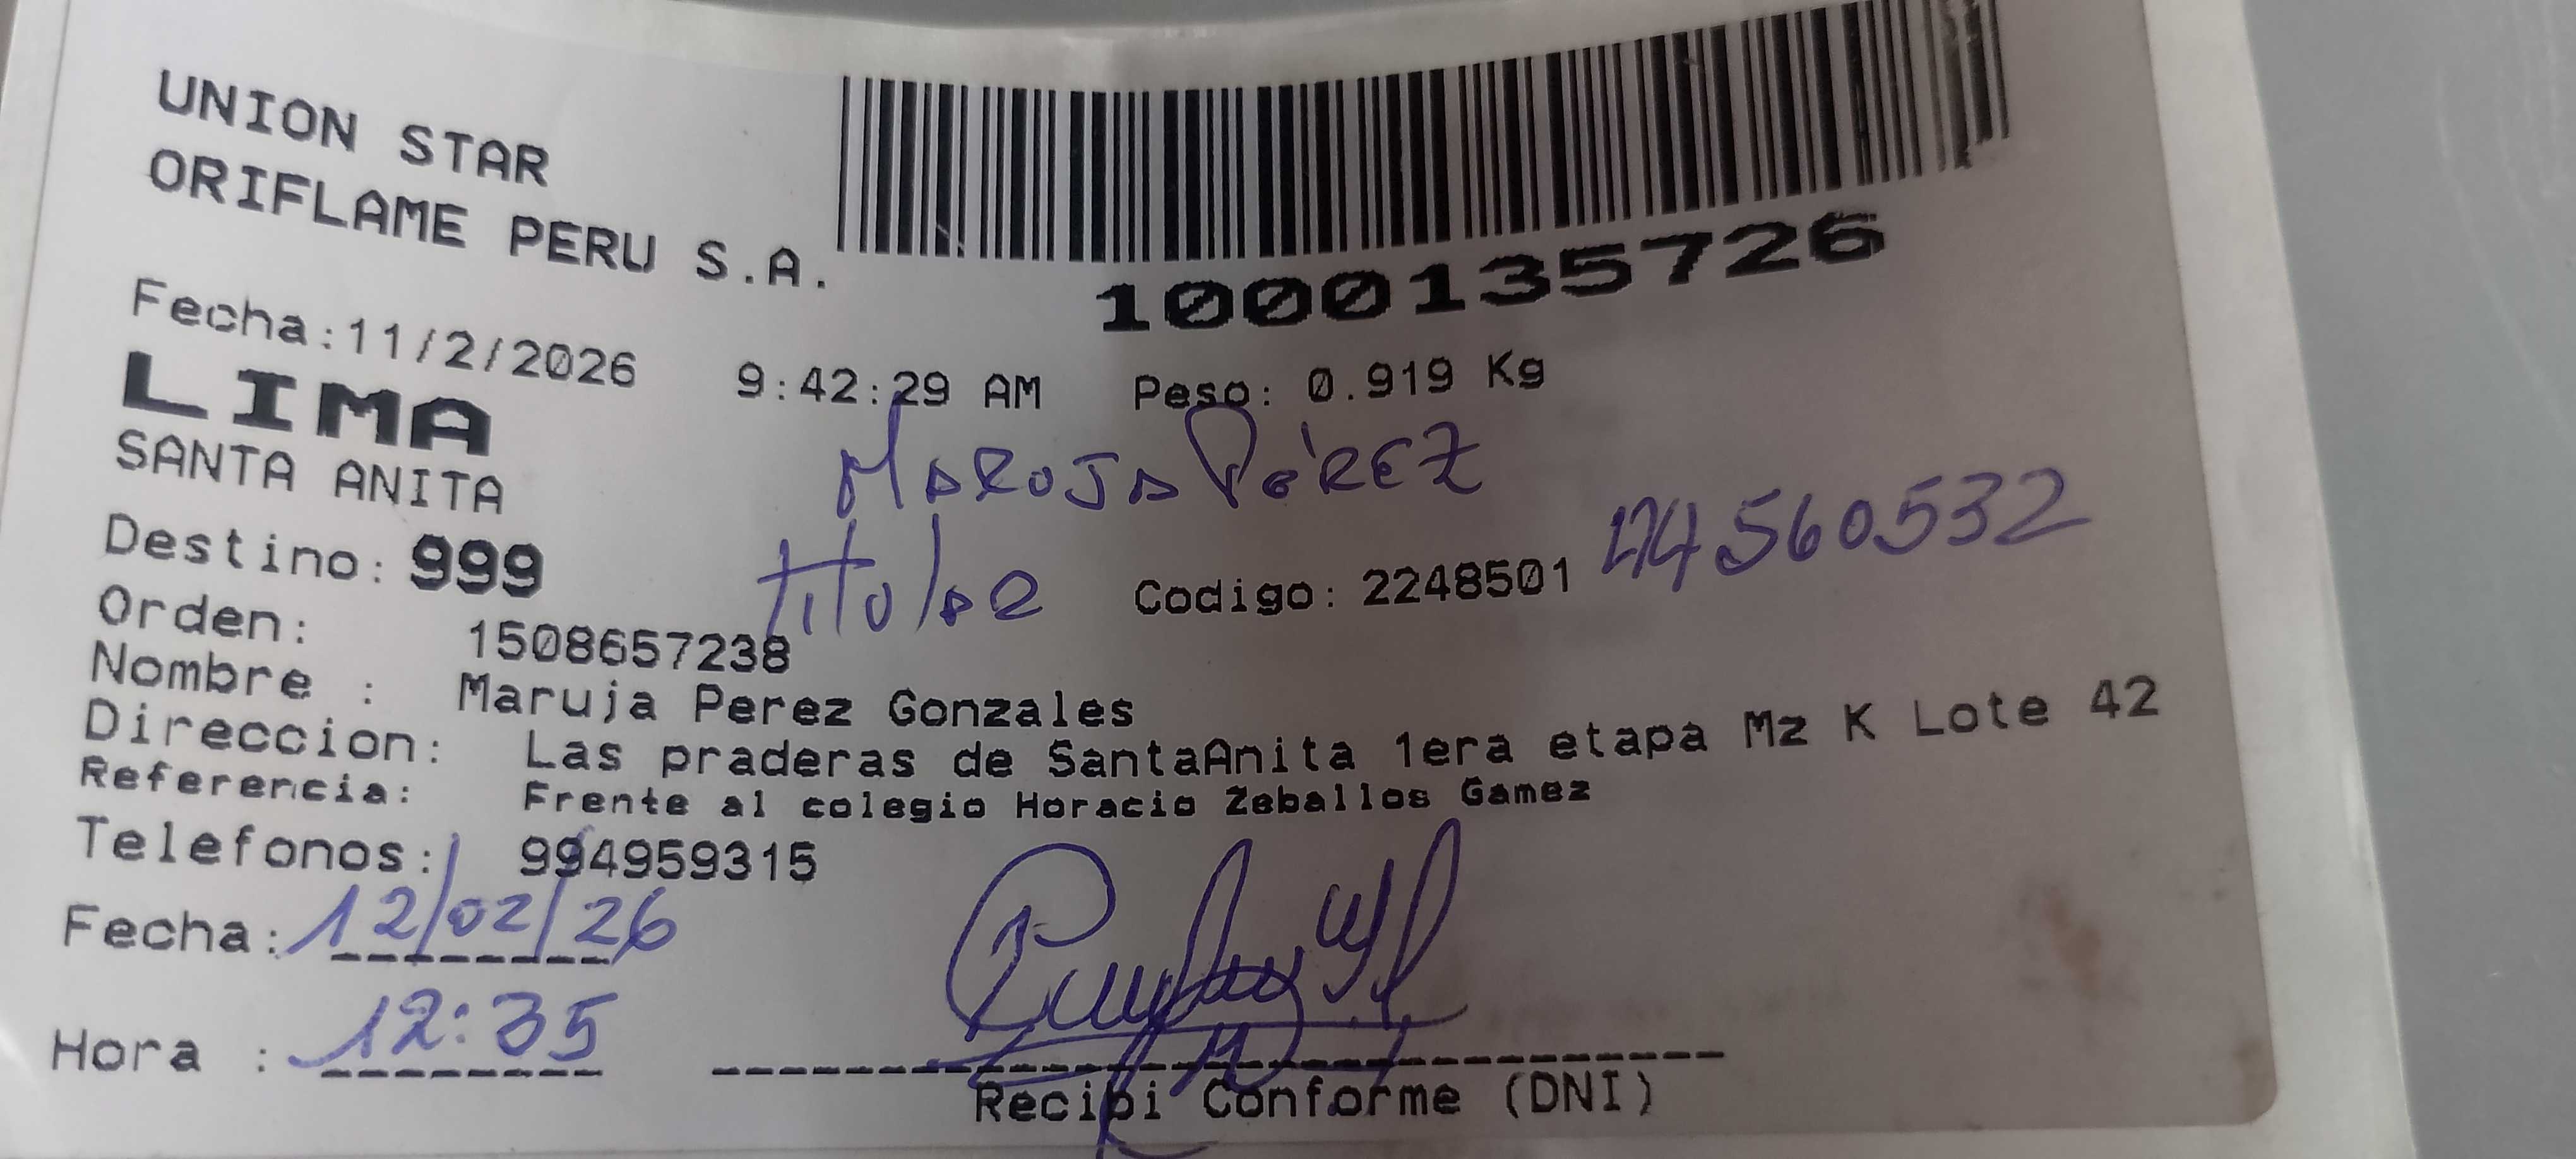 UNION STAR
ORIFLAME PERU S.A.
1000135726
Fecha:11/2/2026 9:42:29 AM Peso: 0.919 Kg
LIMA
SANTA ANITA
MARUJA PÉREZ
Destino: 999
titular Codigo: 2248501 44560532
Orden: 1508657238
Nombre : Maruja Perez Gonzales
Direccion: Las praderas de SantaAnita 1era etapa Mz K Lote 42
Referencia: Frente al colegio Horacio Zeballos Gamez
Telefonos: 994959315
Fecha: 12/02/26
Hora : 12:35
Recibi Conforme (DNI)